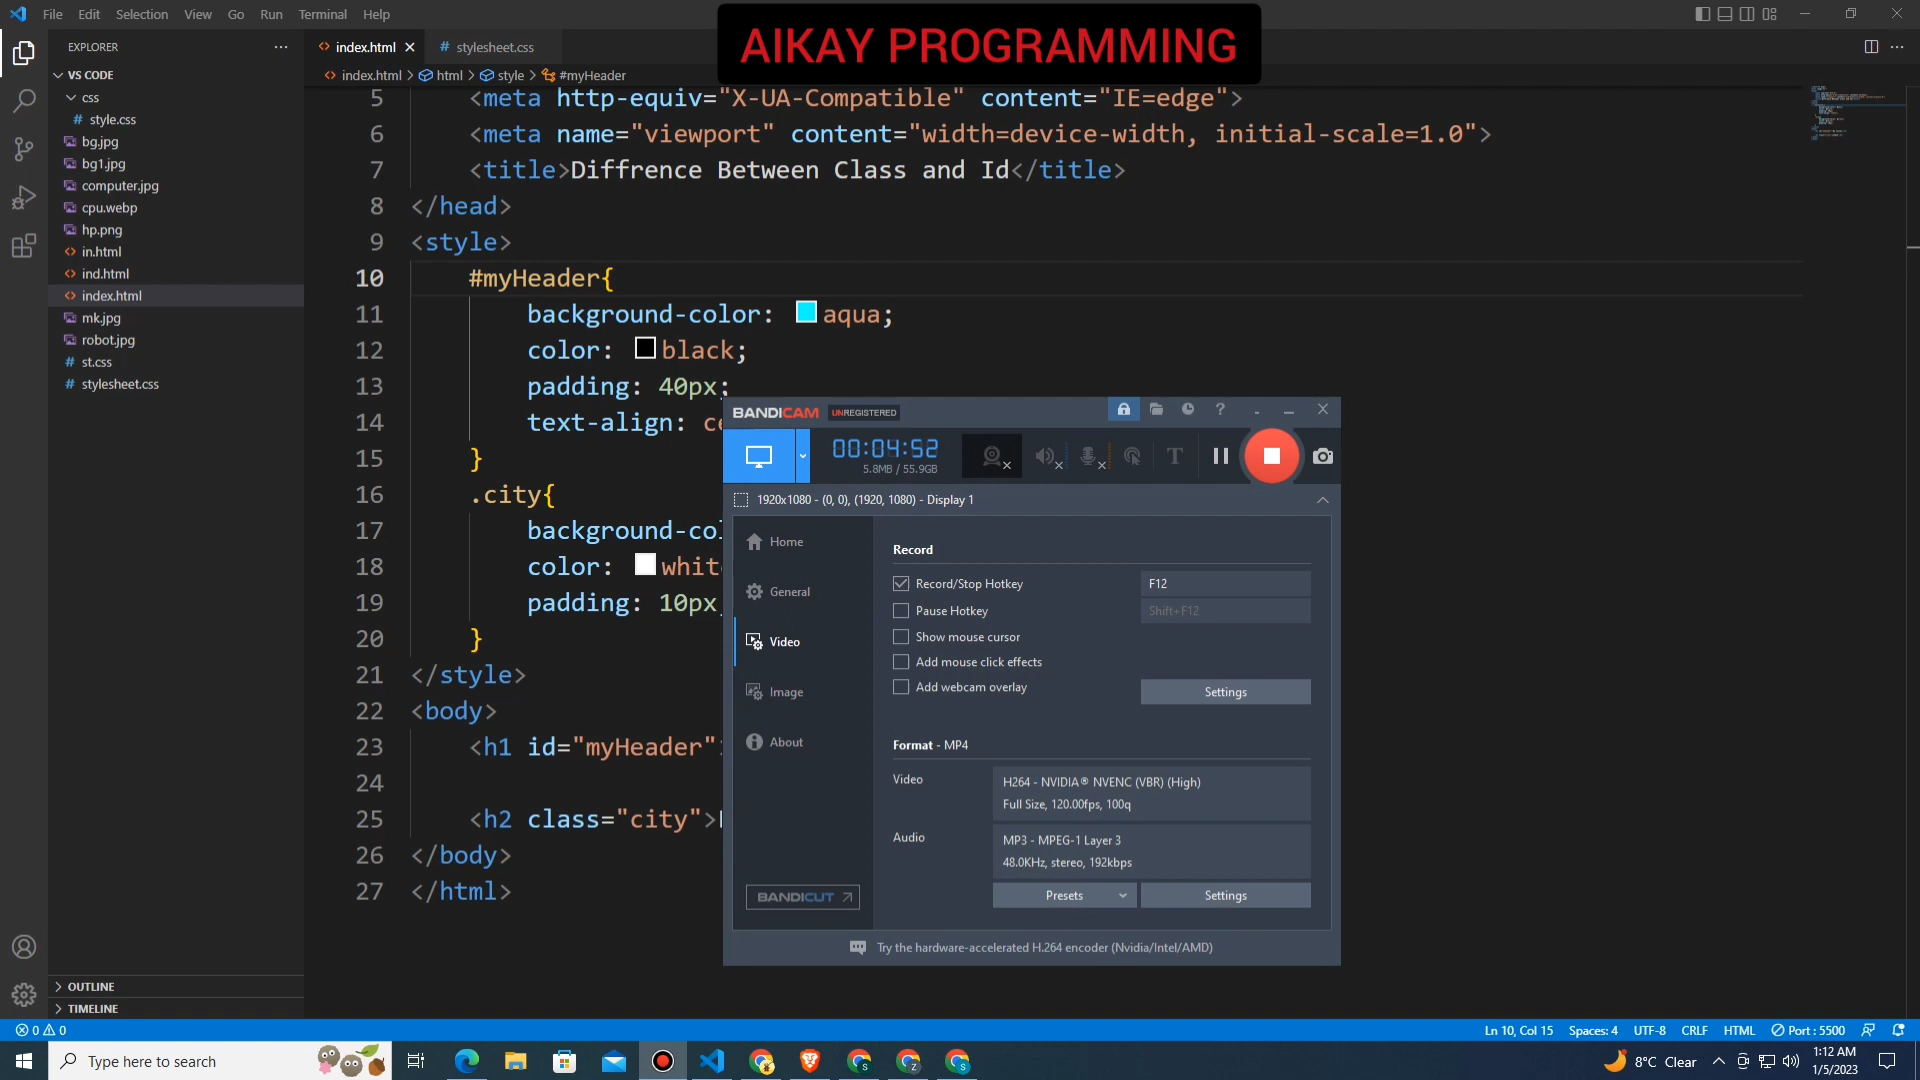 File Edit Selection View Go Run Terminal Help
AIKAY PROGRAMMING
EXPLORER
VS CODE
css
style.css
bg.jpg
bg1.jpg
computer.jpg
cpu.webp
hp.png
in.html
ind.html
index.html
mk.jpg
robot.jpg
st.css
stylesheet.css
OUTLINE
TIMELINE
index.html stylesheet.css
index.html > html > style > #myHeader
5 <meta http-equiv="X-UA-Compatible" content="IE=edge">
6 <meta name="viewport" content="width=device-width, initial-scale=1.0">
7 <title>Diffrence Between Class and Id</title>
8 </head>
9 <style>
10 #myHeader{
11 background-color: aqua;
12 color: black;
13 padding: 40px;
14 text-align: ce
15 }
16 .city{
17 background-co
18 color: white
19 padding: 10px
20 }
21 </style>
22 <body>
23 <h1 id="myHeader">
24
25 <h2 class="city">
26 </body>
27 </html>
BANDICAM UNREGISTERED
00:04:52
5.8MB / 55.9GB
1920x1080 - (0, 0), (1920, 1080) - Display 1
Home
General
Video
Image
About
BANDICUT
Record
Record/Stop Hotkey F12
Pause Hotkey Shift+F12
Show mouse cursor
Add mouse click effects
Add webcam overlay Settings
Format - MP4
Video
H264 - NVIDIA® NVENC (VBR) (High)
Full Size, 120.00fps, 100q
Audio
MP3 - MPEG-1 Layer 3
48.0KHz, stereo, 192kbps
Presets Settings
Try the hardware-accelerated H.264 encoder (Nvidia/Intel/AMD)
0 0 Ln 10, Col 15 Spaces: 4 UTF-8 CRLF HTML Port : 5500
Type here to search
8°C Clear
1:12 AM
1/5/2023